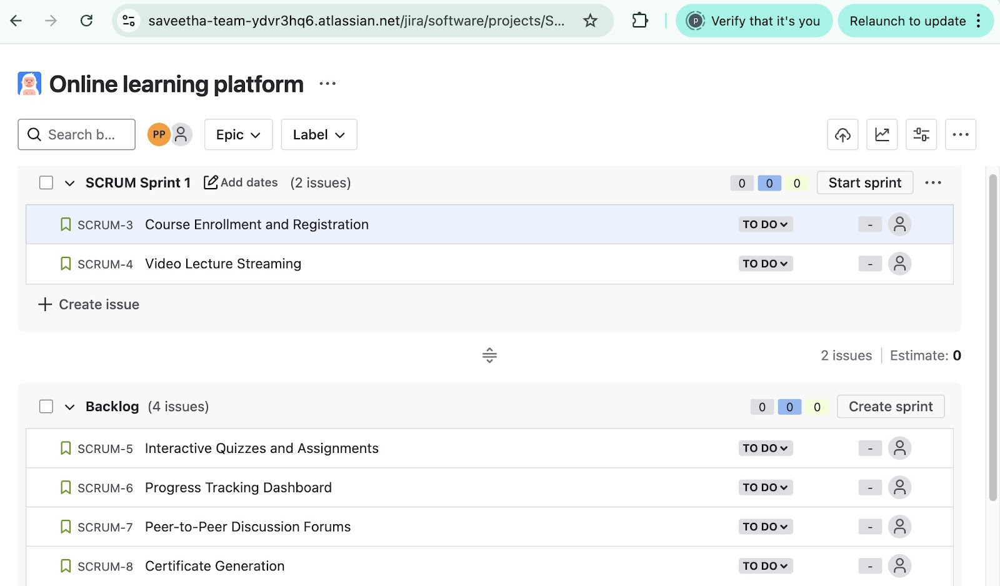 saveetha-team-ydvr3hq6.atlassian.net/jira/software/projects/S...
p Verify that it's you
Relaunch to update
Online learning platform
Search b...
PP
Epic
Label
SCRUM Sprint 1 Add dates (2 issues) 0 0 0 Start sprint
SCRUM-3 Course Enrollment and Registration TO DO -
SCRUM-4 Video Lecture Streaming TO DO -
+ Create issue
2 issues Estimate: 0
Backlog (4 issues) 0 0 0 Create sprint
SCRUM-5 Interactive Quizzes and Assignments TO DO -
SCRUM-6 Progress Tracking Dashboard TO DO -
SCRUM-7 Peer-to-Peer Discussion Forums TO DO -
SCRUM-8 Certificate Generation TO DO -